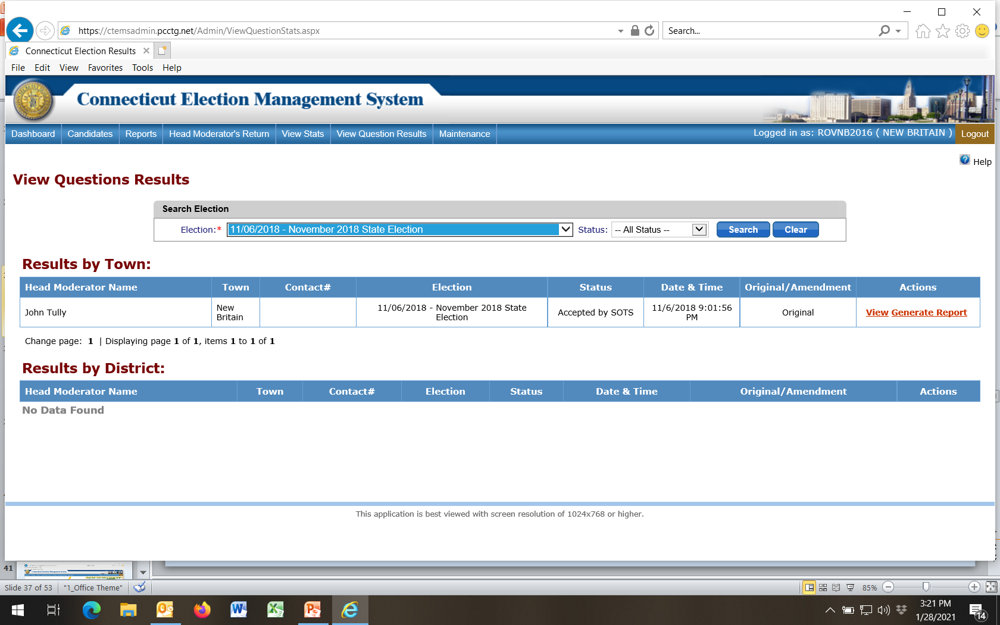 https://ctemsadmin.pcctg.net/Admin/ViewQuestionStats.aspx
Search...
Connecticut Election Results
File Edit View Favorites Tools Help
Connecticut Election Management System
Dashboard Candidates Reports Head Moderator's Return View Stats View Question Results Maintenance Logged in as: ROVNB2016 ( NEW BRITAIN ) Logout
Help
View Questions Results
Search Election
Election:* 11/06/2018 - November 2018 State Election Status: -- All Status -- Search Clear
Results by Town:
Head Moderator Name Town Contact# Election Status Date & Time Original/Amendment Actions
John Tully New Britain 11/06/2018 - November 2018 State Election Accepted by SOTS 11/6/2018 9:01:56 PM Original View Generate Report
Change page: 1 | Displaying page 1 of 1, items 1 to 1 of 1
Results by District:
Head Moderator Name Town Contact# Election Status Date & Time Original/Amendment Actions
No Data Found
This application is best viewed with screen resolution of 1024x768 or higher.
41
Slide 37 of 53 "1_Office Theme" 85%
3:21 PM
1/28/2021
14